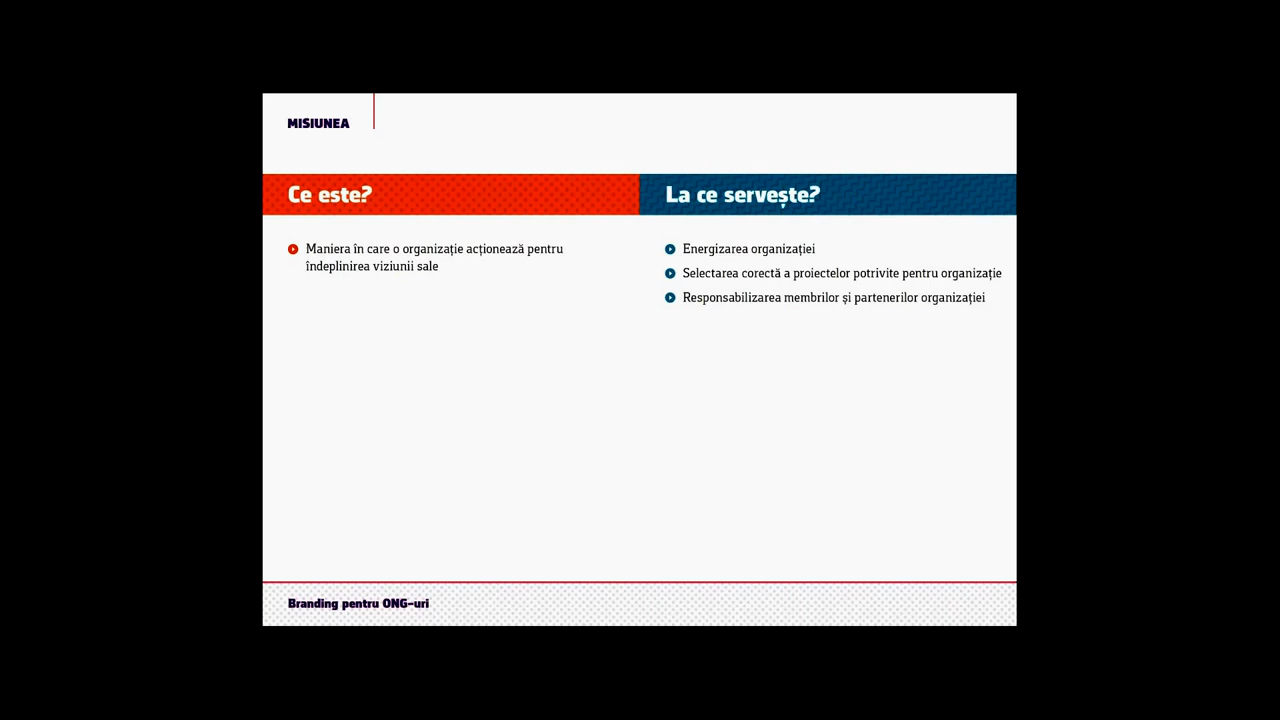 MISIUNEA
Ce este?
Maniera în care o organizație acționează pentru
îndeplinirea viziunii sale
La ce servește?
Energizarea organizației
Selectarea corectă a proiectelor potrivite pentru organizație
Responsabilizarea membrilor și partenerilor organizației
Branding pentru ONG-uri